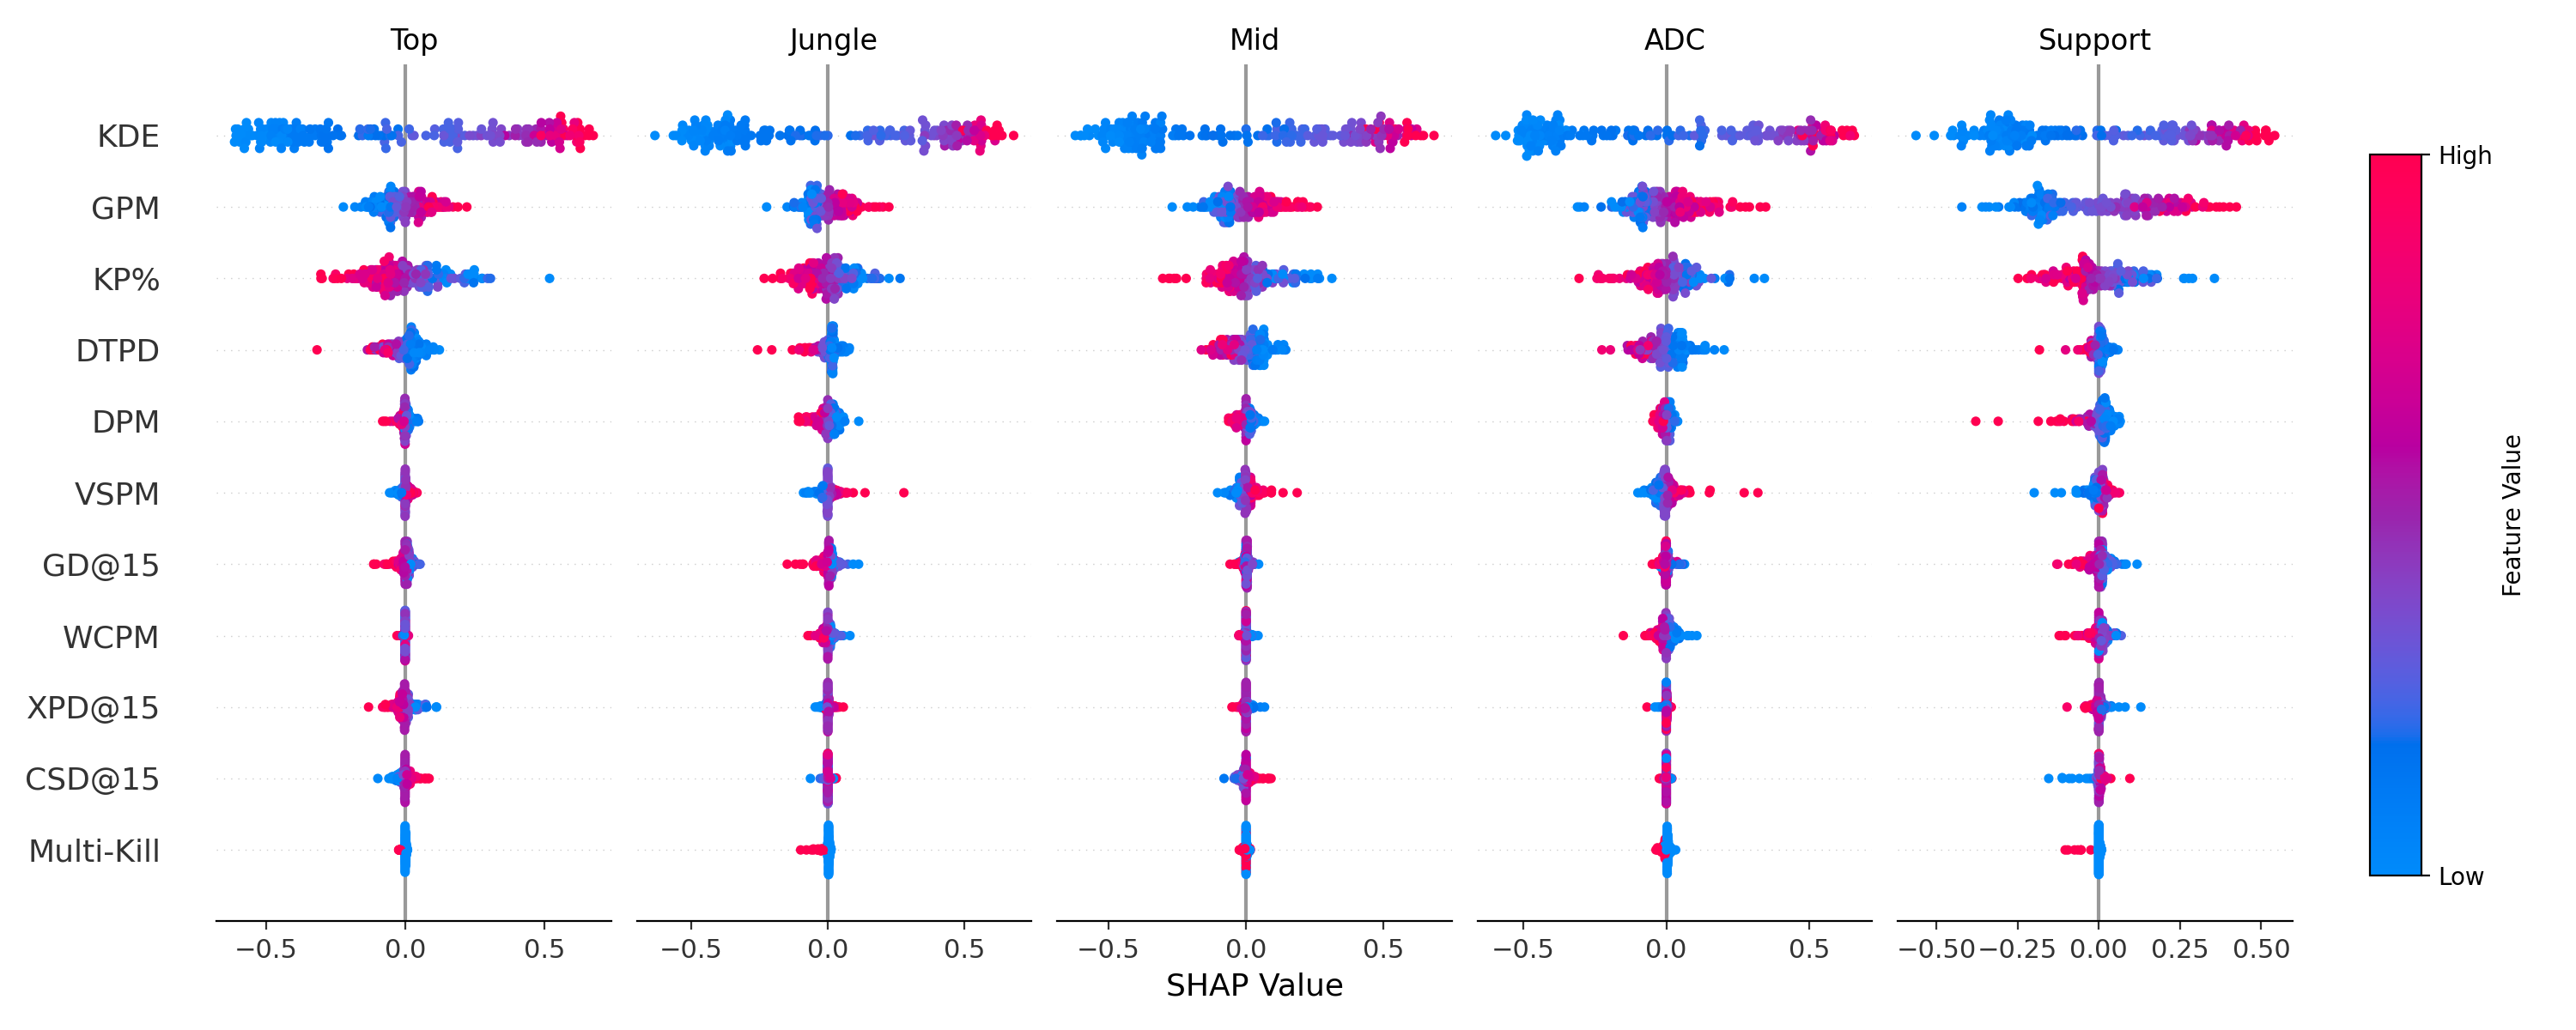 Top Jungle Mid ADC Support
KDE
GPM
KP%
DTPD
DPM
VSPM
GD@15
WCPM
XPD@15
CSD@15
Multi-Kill
−0.5 0.0 0.5 −0.5 0.0 0.5 −0.5 0.0 0.5 −0.5 0.0 0.5 −0.50 −0.25 0.00 0.25 0.50
SHAP Value
High
Feature Value
Low